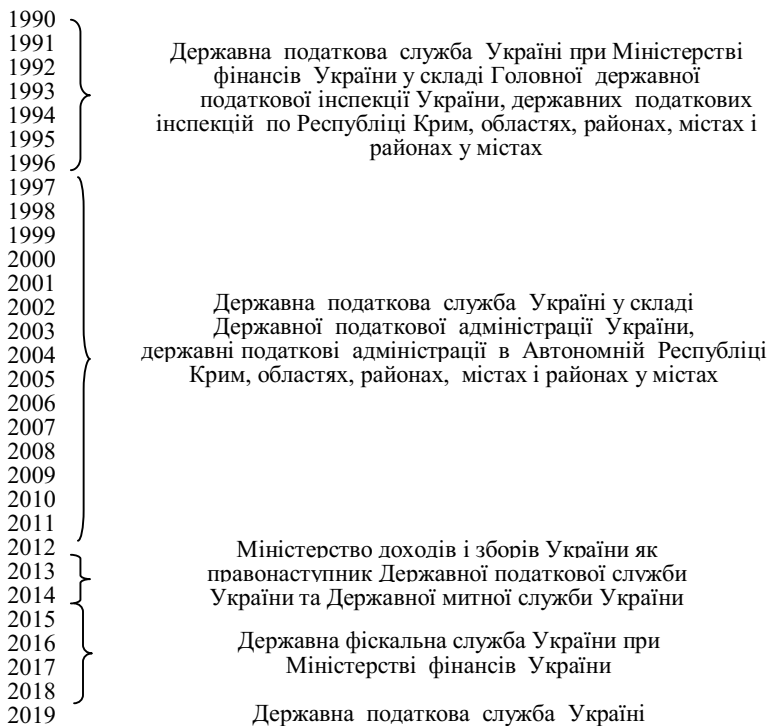 1990
1991
1992
1993
1994
1995
1996
Державна податкова служба Україні при Міністерстві
фінансів України у складі Головної державної
податкової інспекції України, державних податкових
інспекцій по Республіці Крим, областях, районах, містах і
районах у містах
1997
1998
1999
2000
2001
2002
2003
2004
2005
2006
2007
2008
2009
2010
2011
Державна податкова служба Україні у складі
Державної податкової адміністрації України,
державні податкові адміністрації в Автономній Республіці
Крим, областях, районах, містах і районах у містах
2012
2013
2014
Міністерство доходів і зборів України як
правонаступник Державної податкової служби
України та Державної митної служби України
2015
2016
2017
2018
Державна фіскальна служба України при
Міністерстві фінансів України
2019
Державна податкова служба Україні